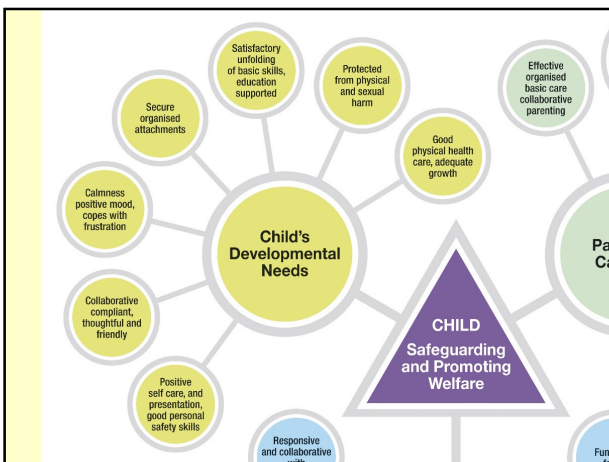 Satisfactory
unfolding
of basic skills,
education
supported
Protected
from physical
and sexual
harm
Effective
organised
basic care
collaborative
parenting
Secure
organised
attachments
Good
physical health
care, adequate
growth
Calmness
positive mood,
copes with
frustration
Child's
Developmental
Needs
Collaborative
compliant,
thoughtful and
friendly
CHILD
Safeguarding
and Promoting
Welfare
Positive
self care, and
presentation,
good personal
safety skills
Responsive
and collaborative
with